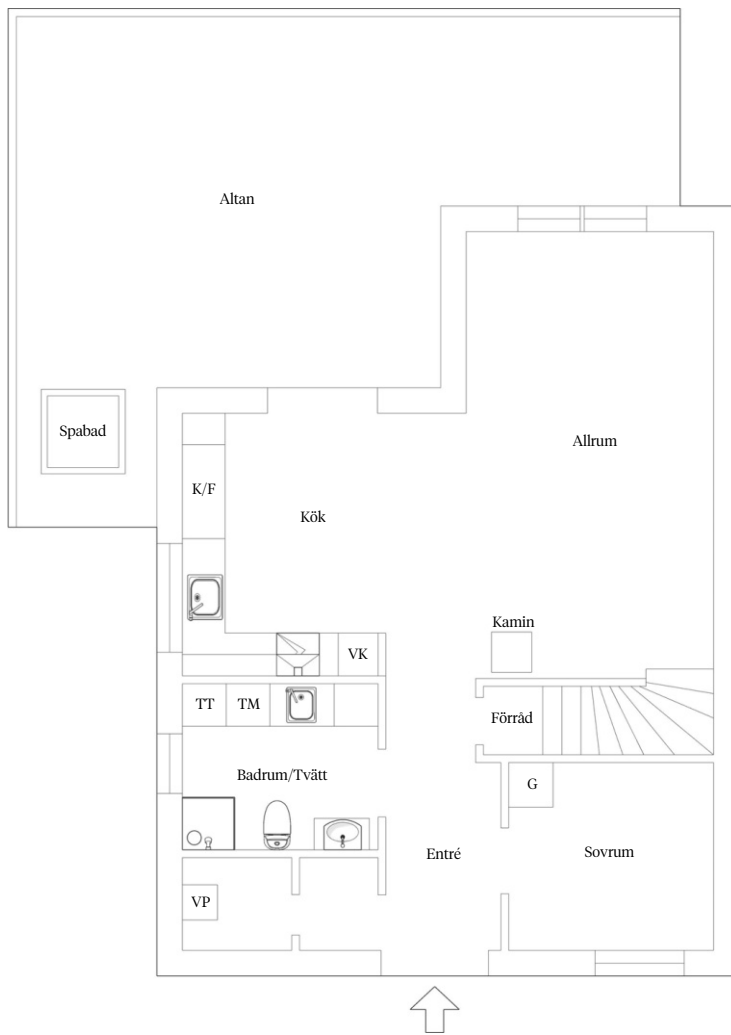 Altan
Spabad
Allrum
K/F
Kök
Kamin
VK
TT
TM
Förråd
Badrum/Tvätt
G
Entré
Sovrum
VP